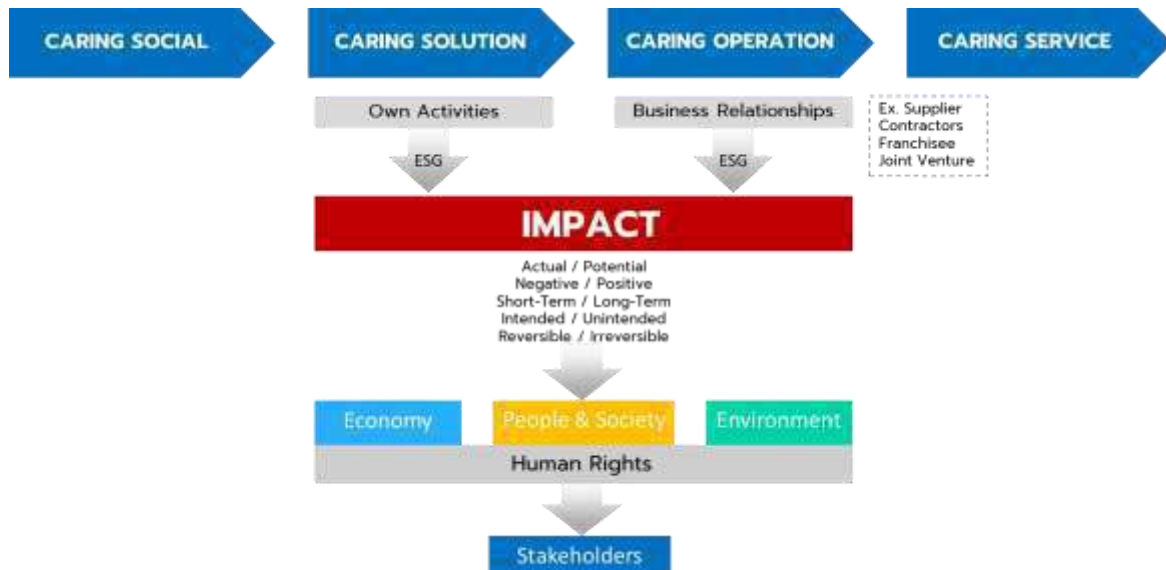 CARING SOCIAL
CARING SOLUTION
CARING OPERATION
CARING SERVICE
Own Activities
Business Relationships
Ex. Supplier
Contractors
Franchisee
Joint Venture
ESG
ESG
IMPACT
Actual / Potential
Negative / Positive
Short-Term / Long-Term
Intended / Unintended
Reversible / Irreversible
Economy
People & Society
Environment
Human Rights
Stakeholders